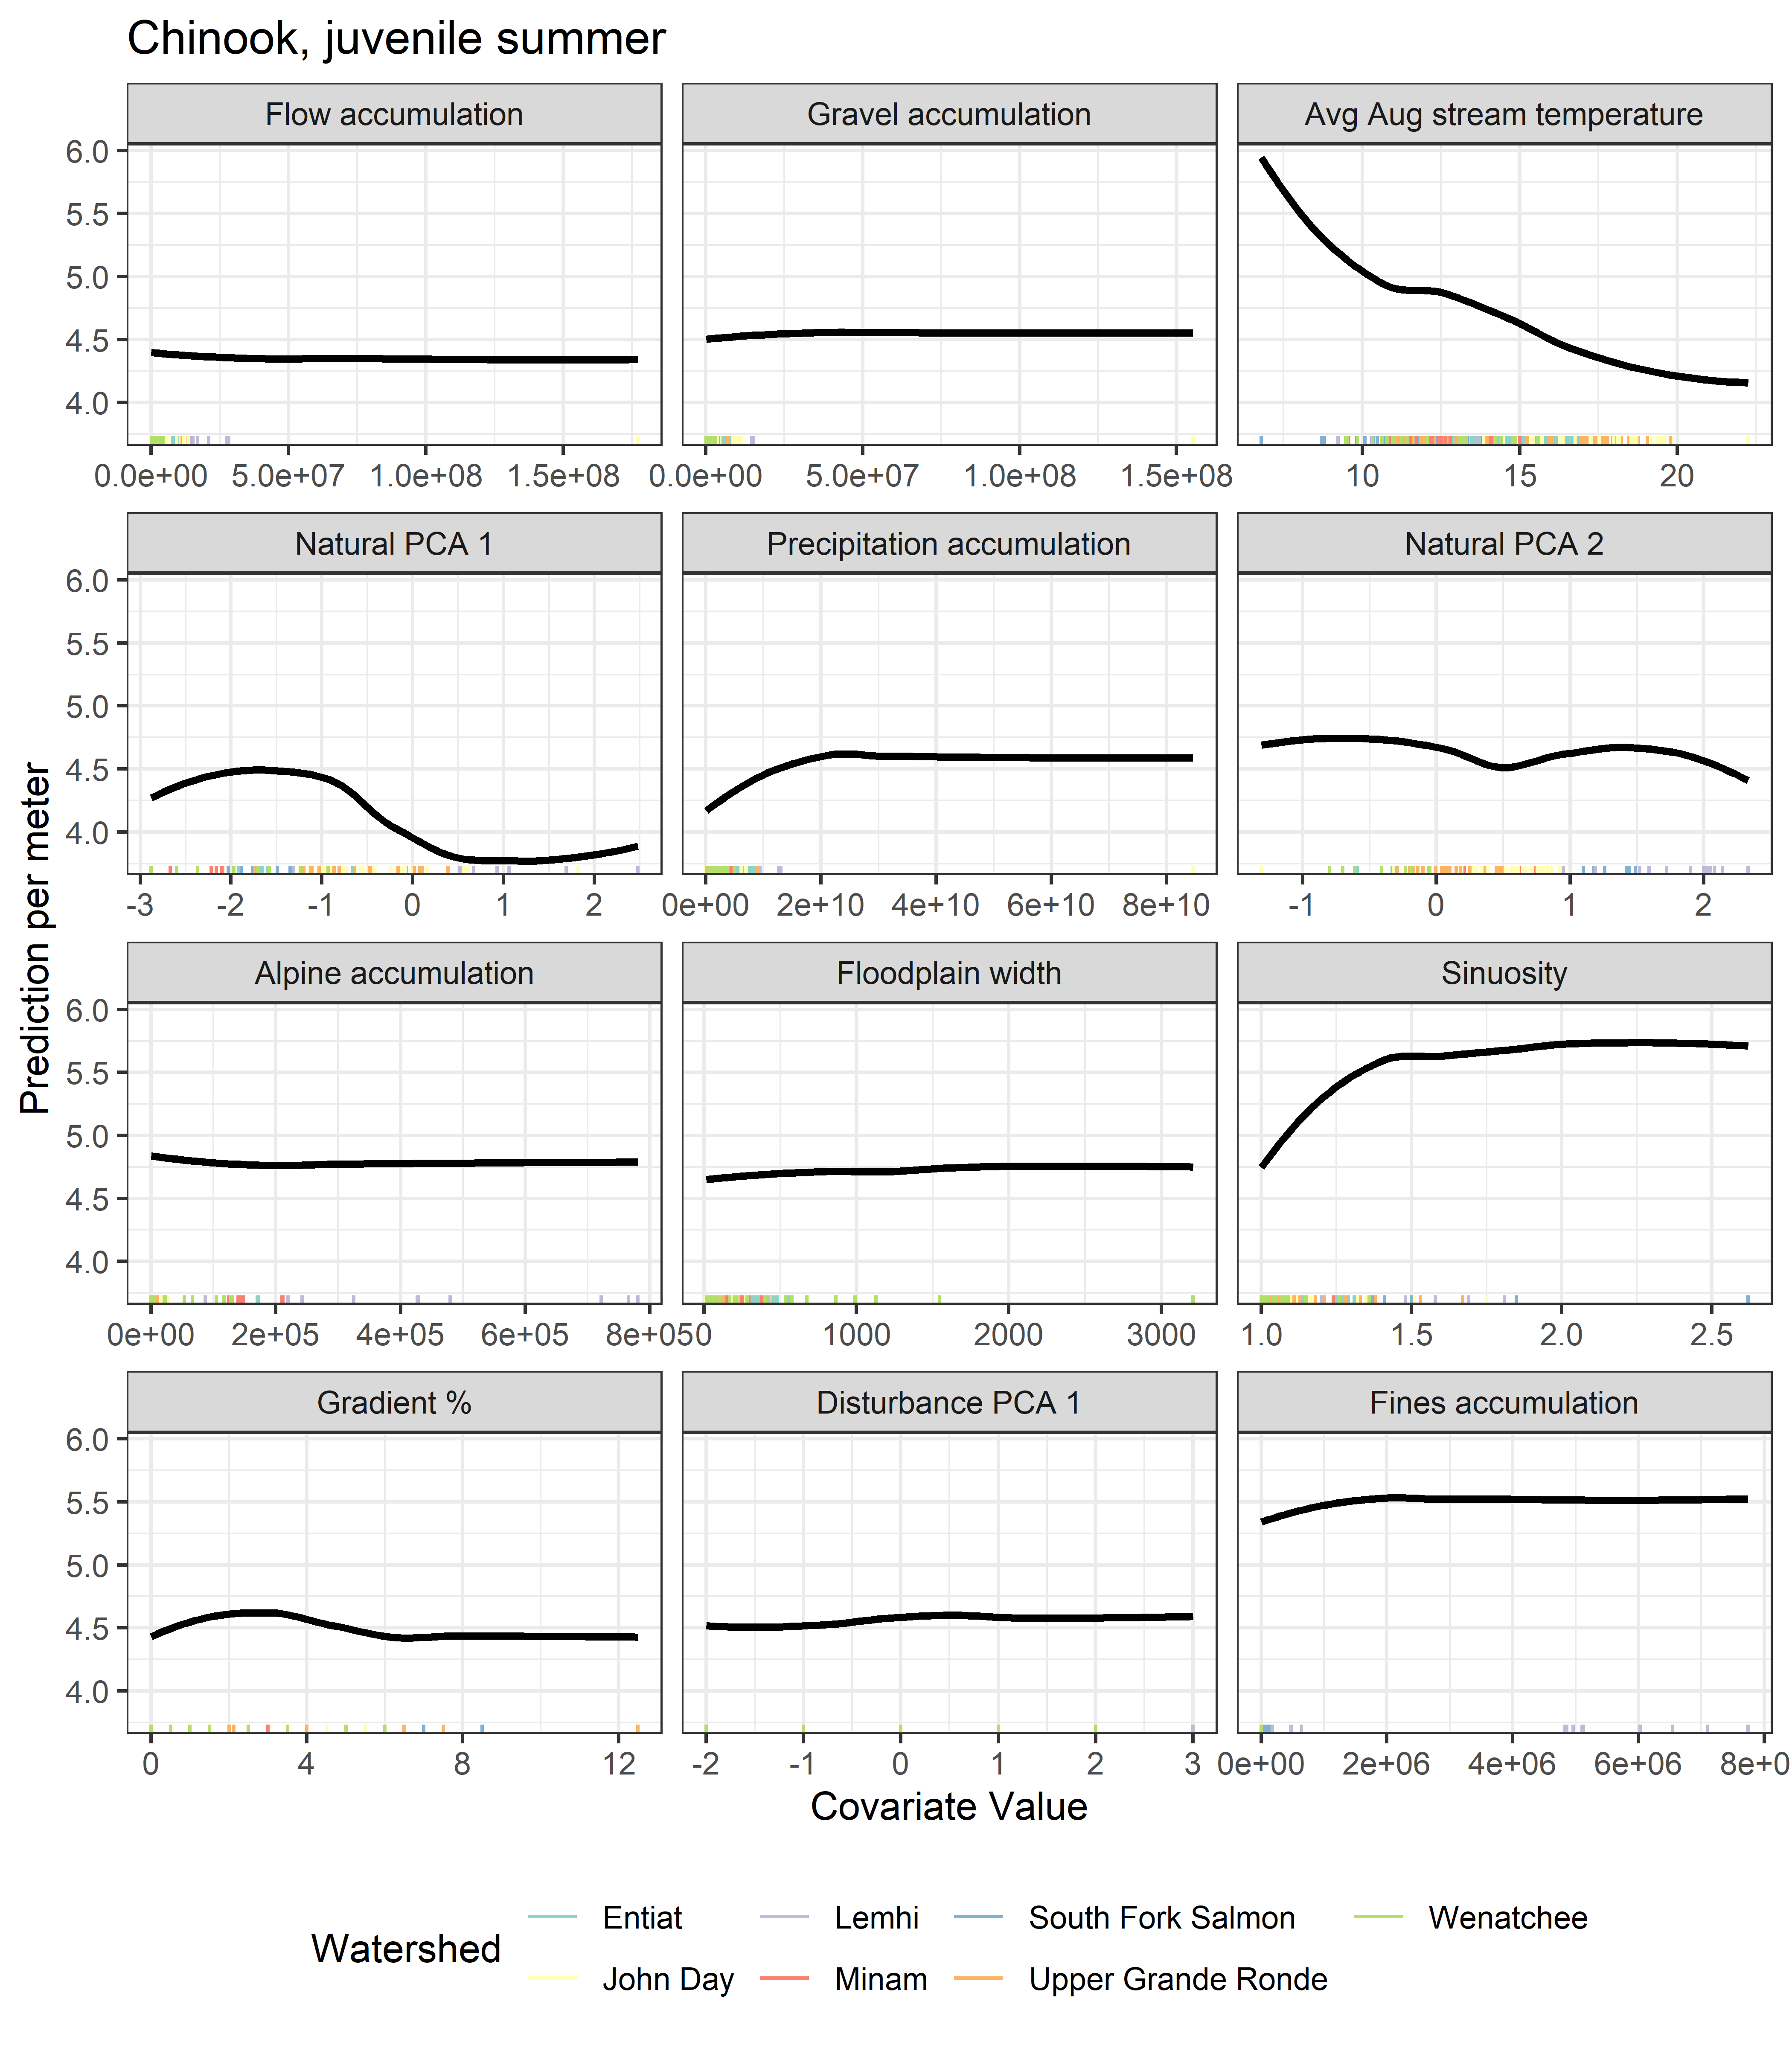 Chinook, juvenile summer
Flow accumulation
Gravel accumulation
Avg Aug stream temperature
6.0
5.5
5.0
4.5
4.0
0.0e+00 5.0e+07 1.0e+08 1.5e+08
0.0e+00 5.0e+07 1.0e+08 1.5e+08
10 15 20
Natural PCA 1
Precipitation accumulation
Natural PCA 2
6.0
5.5
5.0
4.5
4.0
-3 -2 -1 0 1 2
0e+00 2e+10 4e+10 6e+10 8e+10
-1 0 1 2
Prediction per meter
Alpine accumulation
Floodplain width
Sinuosity
6.0
5.5
5.0
4.5
4.0
0e+00 2e+05 4e+05 6e+05 8e+05
0 1000 2000 3000
1.0 1.5 2.0 2.5
Gradient %
Disturbance PCA 1
Fines accumulation
6.0
5.5
5.0
4.5
4.0
0 4 8 12
-2 -1 0 1 2 3
0e+00 2e+06 4e+06 6e+06 8e+0
Covariate Value
Watershed
Entiat
Lemhi
South Fork Salmon
Wenatchee
John Day
Minam
Upper Grande Ronde